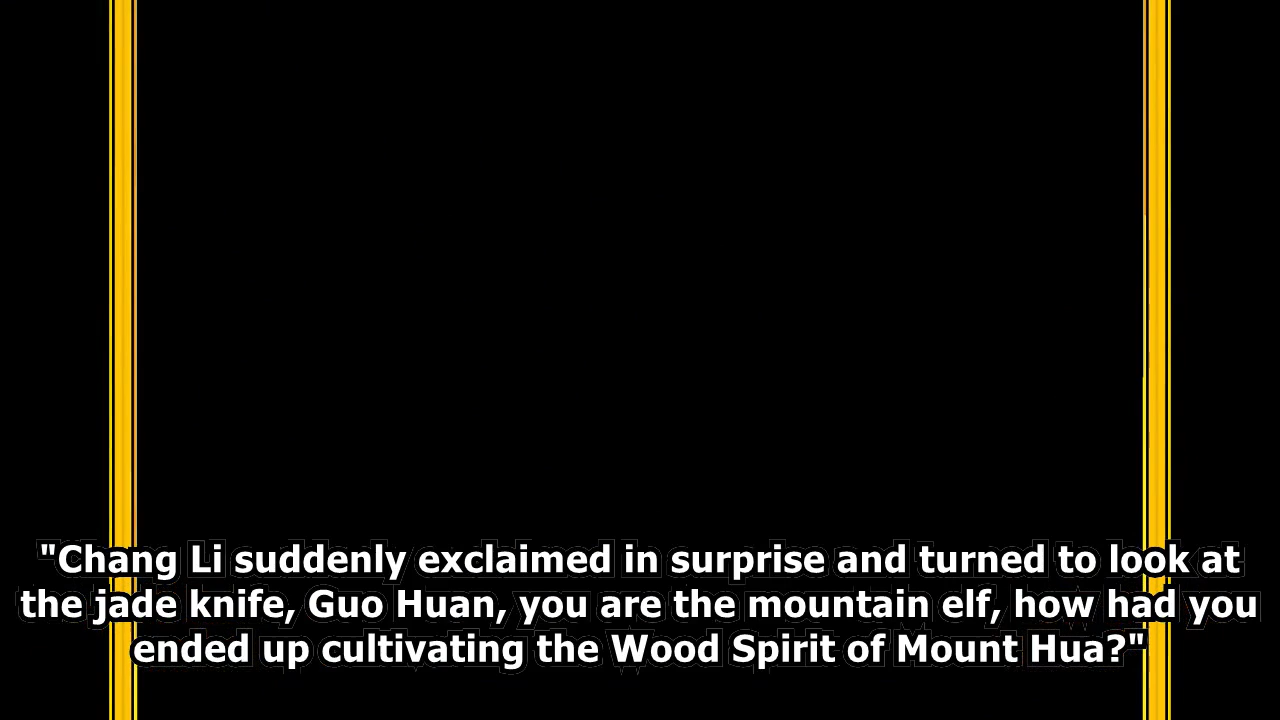 "Chang Li suddenly exclaimed in surprise and turned to look at
the jade knife, Guo Huan, you are the mountain elf, how had you
ended up cultivating the Wood Spirit of Mount Hua?"